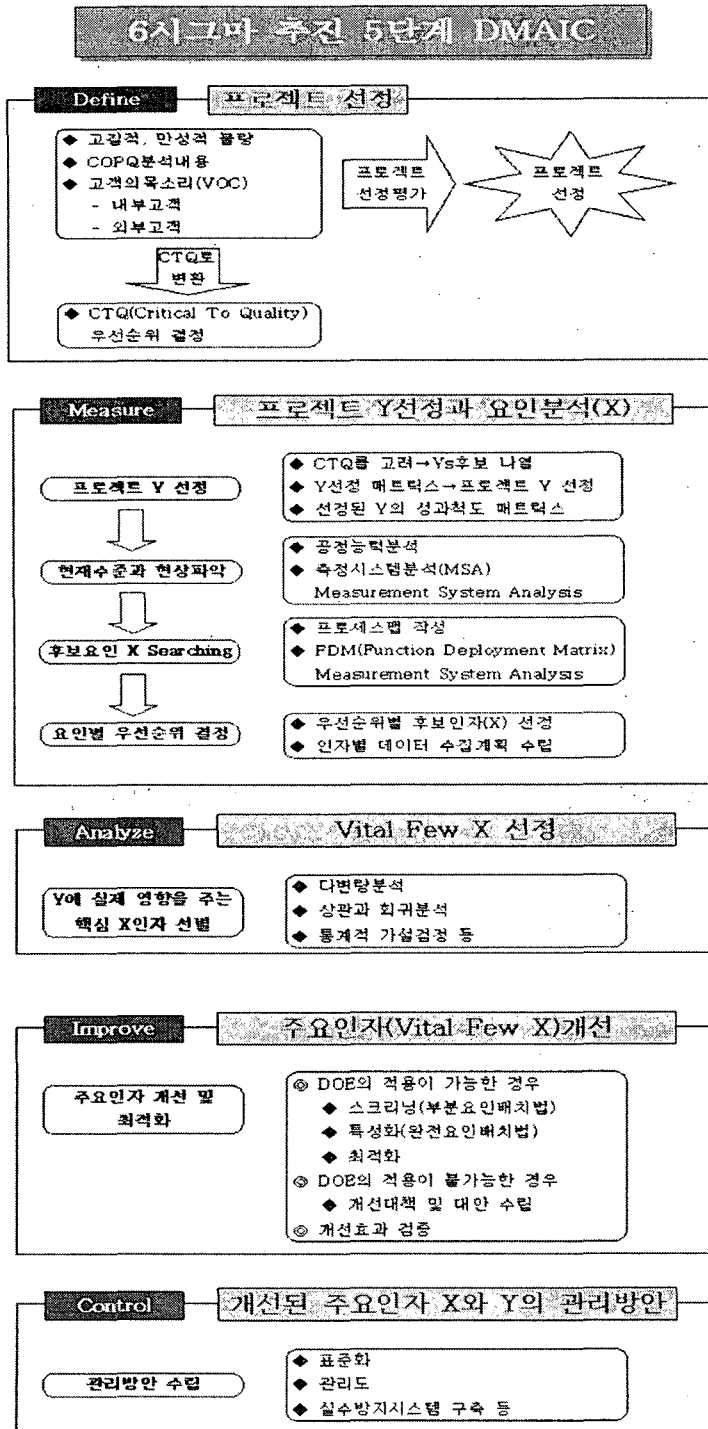 6시그마 추진 5단계 DMAIC
Define
프로젝트 선정
◆ 고질적, 만성적 불량
◆ COPQ분석내용
◆ 고객의목소리(VOC)
- 내부고객
- 외부고객
프로젝트
선정평가
프로젝트
선정
CTQ로
변환
◆ CTQ(Critical To Quality)
우선순위 결정
Measure
프로젝트 Y선정과 요인분석(X)
프로젝트 Y 선정
◆ CTQ를 고려→Ys후보 나열
◆ Y선정 매트릭스→프로젝트 Y 선정
◆ 선정된 Y의 성과척도 매트릭스
현재수준과 현상파악
◆ 공정능력분석
◆ 측정시스템분석(MSA)
Measurement System Analysis
후보요인 X Searching
◆ 프로세스맵 작성
◆ FDM(Function Deployment Matrix)
Measurement System Analysis
요인별 우선순위 결정
◆ 우선순위별 후보인자(X) 선정
◆ 인자별 데이터 수집계획 수립
Analyze
Vital Few X 선정
Y에 실제 영향을 주는
핵심 X인자 선별
◆ 다변량분석
◆ 상관과 회귀분석
◆ 통계적 가설검정 등
Improve
주요인자(Vital Few X)개선
주요인자 개선 및
최적화
◎ DOE의 적용이 가능한 경우
◆ 스크리닝(부분요인배치법)
◆ 특성화(완전요인배치법)
◆ 최적화
◎ DOE의 적용이 불가능한 경우
◆ 개선대책 및 대안 수립
◎ 개선효과 검증
Control
개선된 주요인자 X와 Y의 관리방안
관리방안 수립
◆ 표준화
◆ 관리도
◆ 실수방지시스템 구축 등